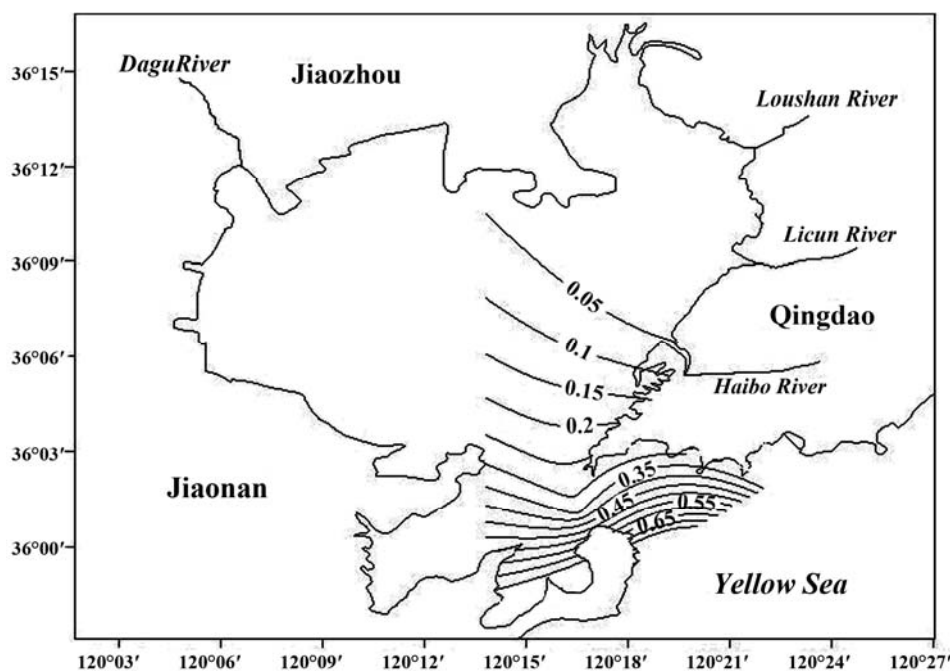 36°15′
36°12′
36°09′
36°06′
36°03′
36°00′
DaguRiver
Jiaozhou
Loushan River
Licun River
Qingdao
Haibo River
Jiaonan
Yellow Sea
0.05
0.1
0.15
0.2
0.35
0.45
0.55
0.65
120°03′ 120°06′ 120°09′ 120°12′ 120°15′ 120°18′ 120°21′ 120°24′ 120°27′